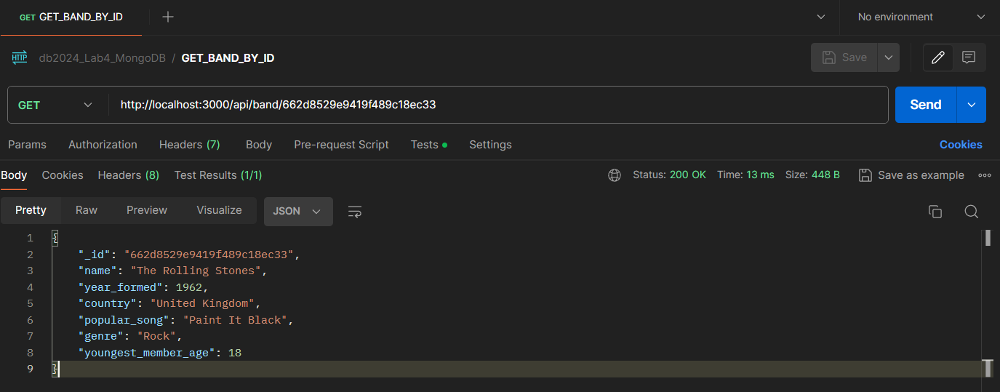 GET GET_BAND_BY_ID
No environment
HTTP db2024_Lab4_MongoDB / GET_BAND_BY_ID
Save
GET http://localhost:3000/api/band/662d8529e9419f489c18ec33
Send
Params Authorization Headers (7) Body Pre-request Script Tests Settings Cookies
Body Cookies Headers (8) Test Results (1/1) Status: 200 OK Time: 13 ms Size: 448 B Save as example
Pretty Raw Preview Visualize JSON
1 {
2 "_id": "662d8529e9419f489c18ec33",
3 "name": "The Rolling Stones",
4 "year_formed": 1962,
5 "country": "United Kingdom",
6 "popular_song": "Paint It Black",
7 "genre": "Rock",
8 "youngest_member_age": 18
9 }